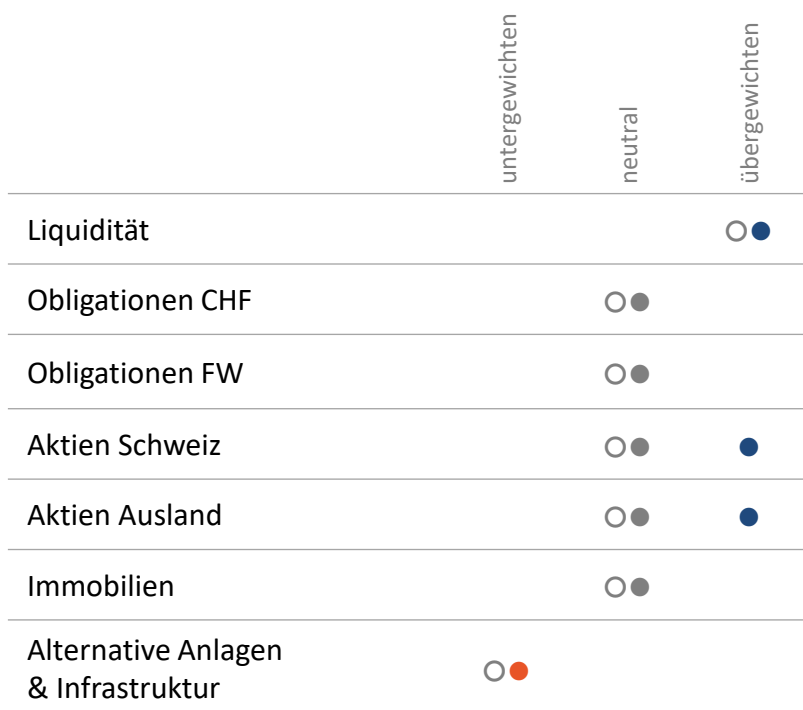 untergewichten
neutral
übergewichten
Liquidität
Obligationen CHF
Obligationen FW
Aktien Schweiz
Aktien Ausland
Immobilien
Alternative Anlagen
& Infrastruktur